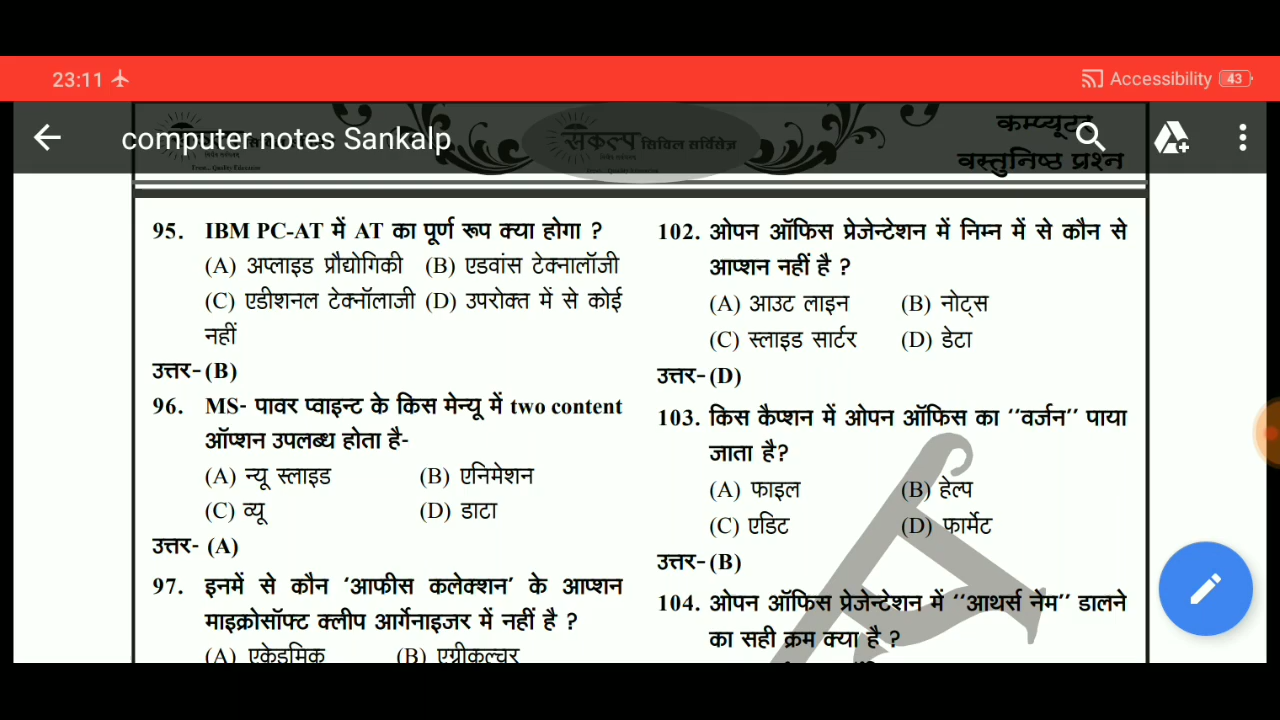 23:11
Accessibility 43
computer notes Sankalp
संकल्प सिविल सर्विसेज़
कम्प्यूटर
वस्तुनिष्ठ प्रश्न
95. IBM PC-AT में AT का पूर्ण रूप क्या होगा ?
(A) अप्लाइड प्रौद्योगिकी (B) एडवांस टेक्नालॉजी
(C) एडीशनल टेक्नॉलाजी (D) उपरोक्त में से कोई
नहीं
उत्तर- (B)
96. MS- पावर प्वाइन्ट के किस मेन्यू में two content
ऑप्शन उपलब्ध होता है-
(A) न्यू स्लाइड (B) एनिमेशन
(C) व्यू (D) डाटा
उत्तर- (A)
97. इनमें से कौन ‘आफीस कलेक्शन’ के आप्शन
माइक्रोसॉफ्ट क्लीप आर्गेनाइजर में नहीं है ?
(A) एकेडमिक (B) एग्रीकल्चर
102. ओपन ऑफिस प्रेजेन्टेशन में निम्न में से कौन से
आप्शन नहीं है ?
(A) आउट लाइन (B) नोट्स
(C) स्लाइड सार्टर (D) डेटा
उत्तर- (D)
103. किस कैप्शन में ओपन ऑफिस का ‘‘वर्जन’’ पाया
जाता है?
(A) फाइल (B) हेल्प
(C) एडिट (D) फार्मेट
उत्तर- (B)
104. ओपन ऑफिस प्रेजेन्टेशन में ‘‘आथर्स नेम’’ डालने
का सही क्रम क्या है ?